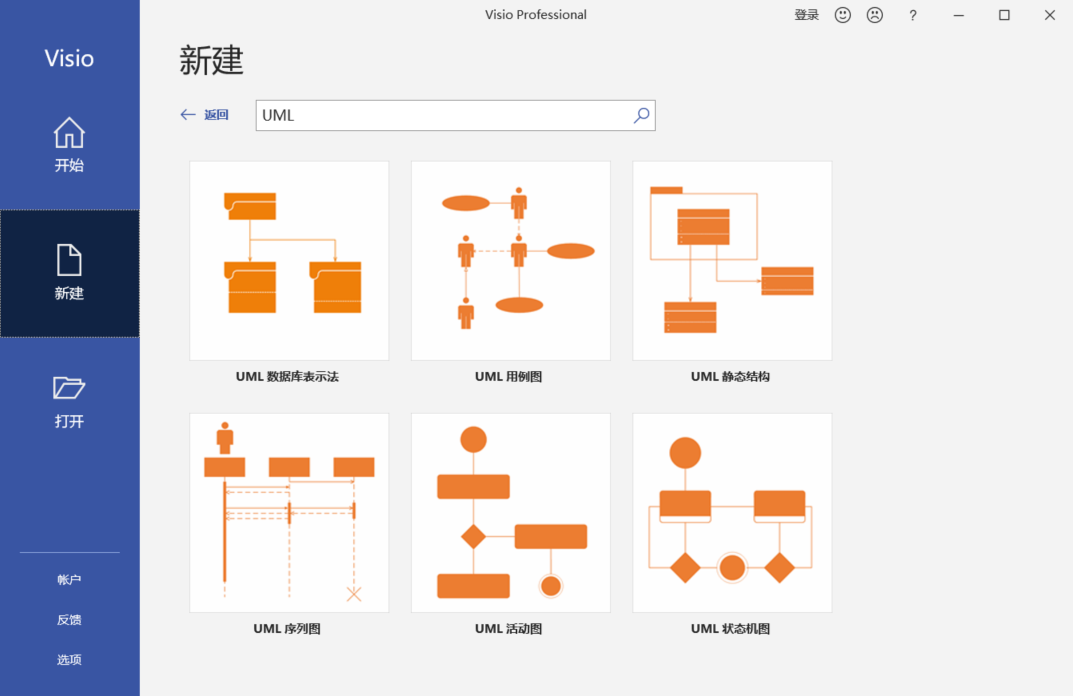 Visio Professional
登录
?
Visio
开始
新建
打开
帐户
反馈
选项
新建
返回
UML
UML 数据库表示法
UML 用例图
UML 静态结构
UML 序列图
UML 活动图
UML 状态机图